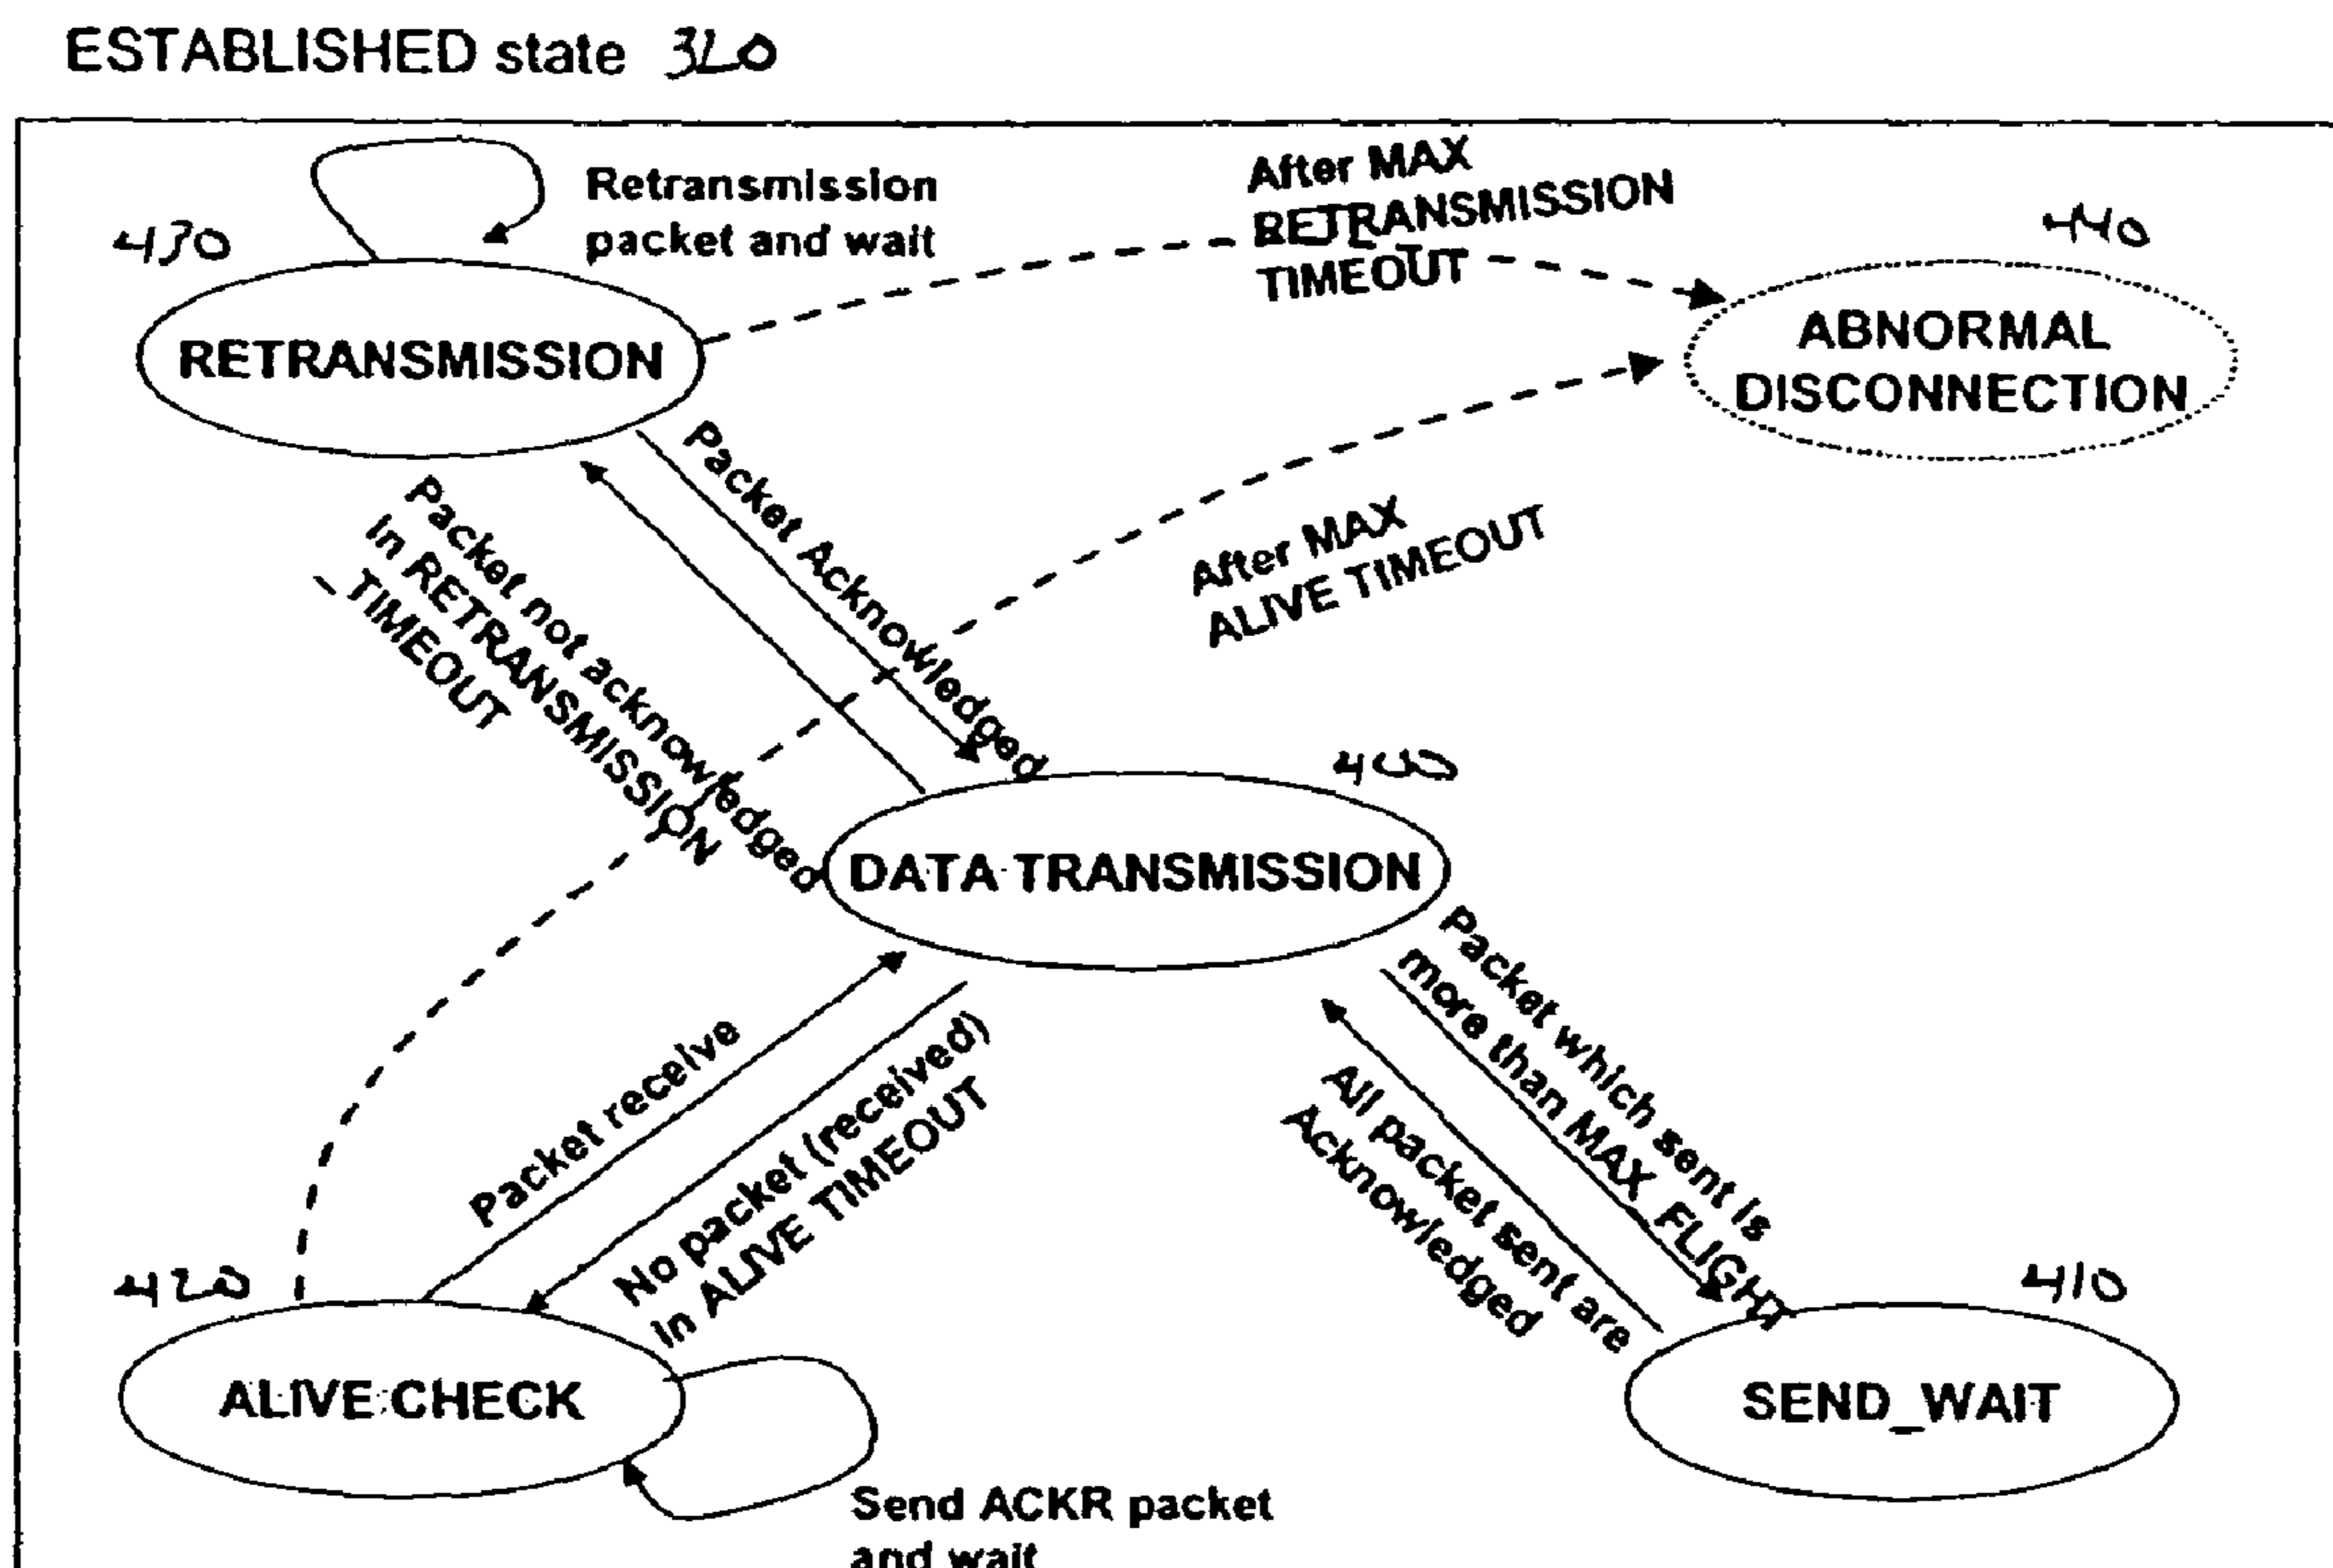 ESTABLISHED state 320
Retransmission
packet and wait
After MAX
RETRANSMISSION
TIMEOUT
430
440
RETRANSMISSION
ABNORMAL
DISCONNECTION
Packet Acknowledged
Packet not acknowledged
in RETRANSMISSION
_TIMEOUT
After MAX
ALIVE TIMEOUT
400
DATA TRANSMISSION
Packet receive
No packet (received)
in ALIVE TIMEOUT
Packet which sent is
more than MAX_FLIGHT
All packet sent are
Acknowledged
420
410
ALIVE CHECK
SEND_WAIT
Send ACKR packet
and wait